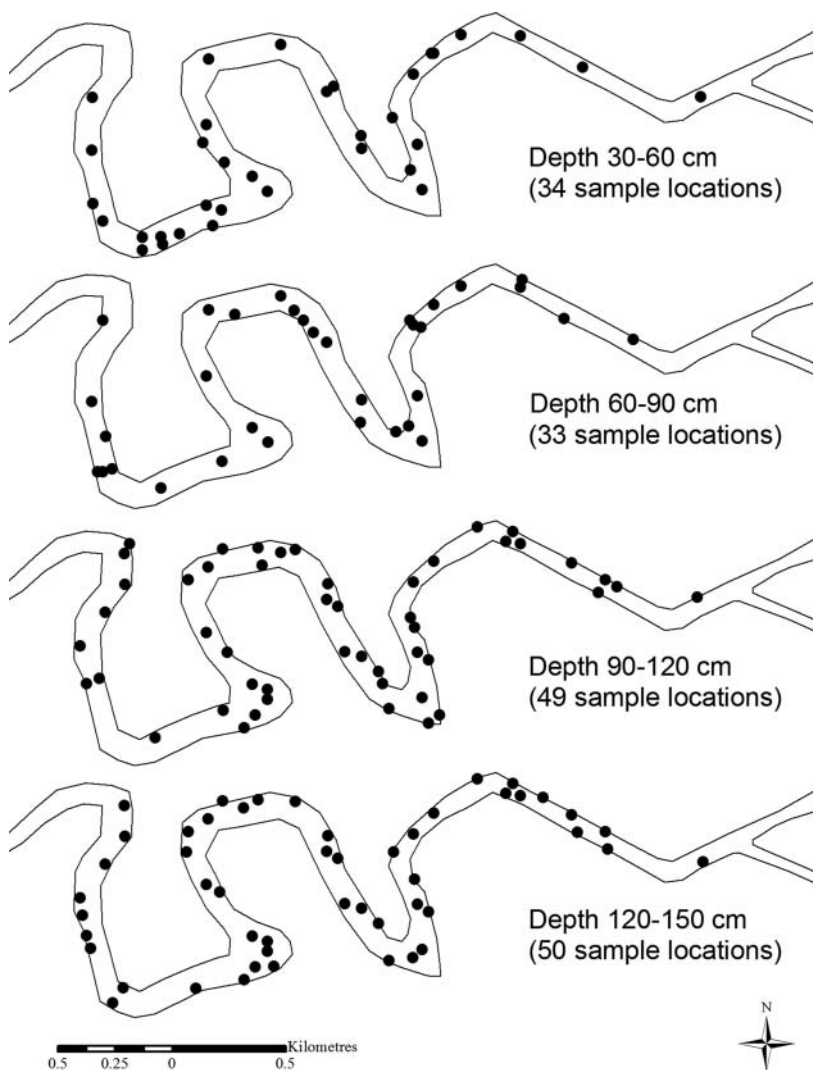 Depth 30-60 cm
(34 sample locations)
Depth 60-90 cm
(33 sample locations)
Depth 90-120 cm
(49 sample locations)
Depth 120-150 cm
(50 sample locations)
N
Kilometres
0.5 0.25 0 0.5